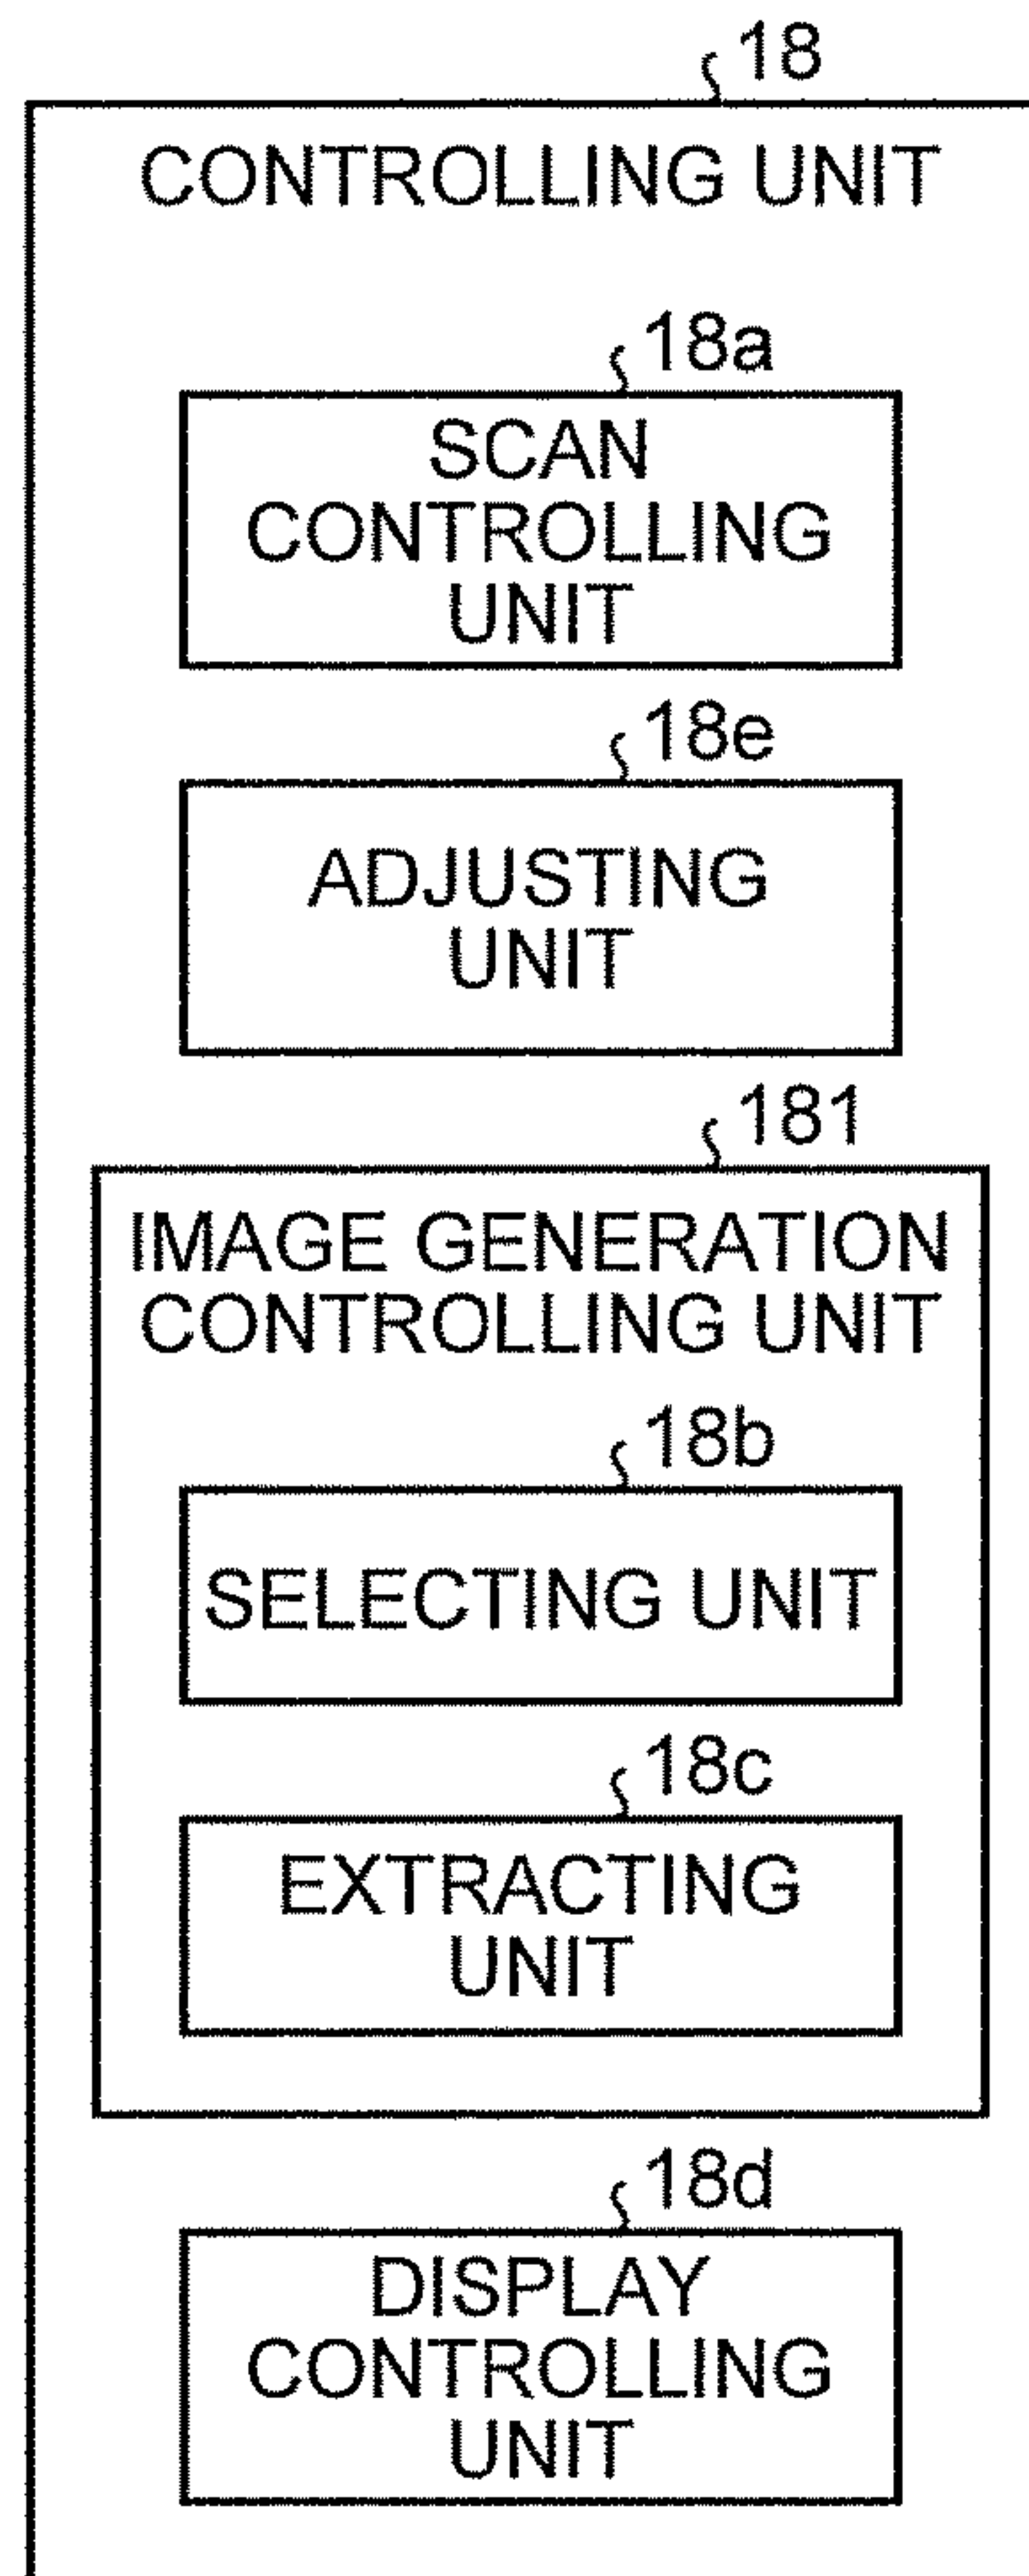 18
CONTROLLING UNIT
18a
SCAN
CONTROLLING
UNIT
18e
ADJUSTING
UNIT
181
IMAGE GENERATION
CONTROLLING UNIT
18b
SELECTING UNIT
18c
EXTRACTING
UNIT
18d
DISPLAY
CONTROLLING
UNIT